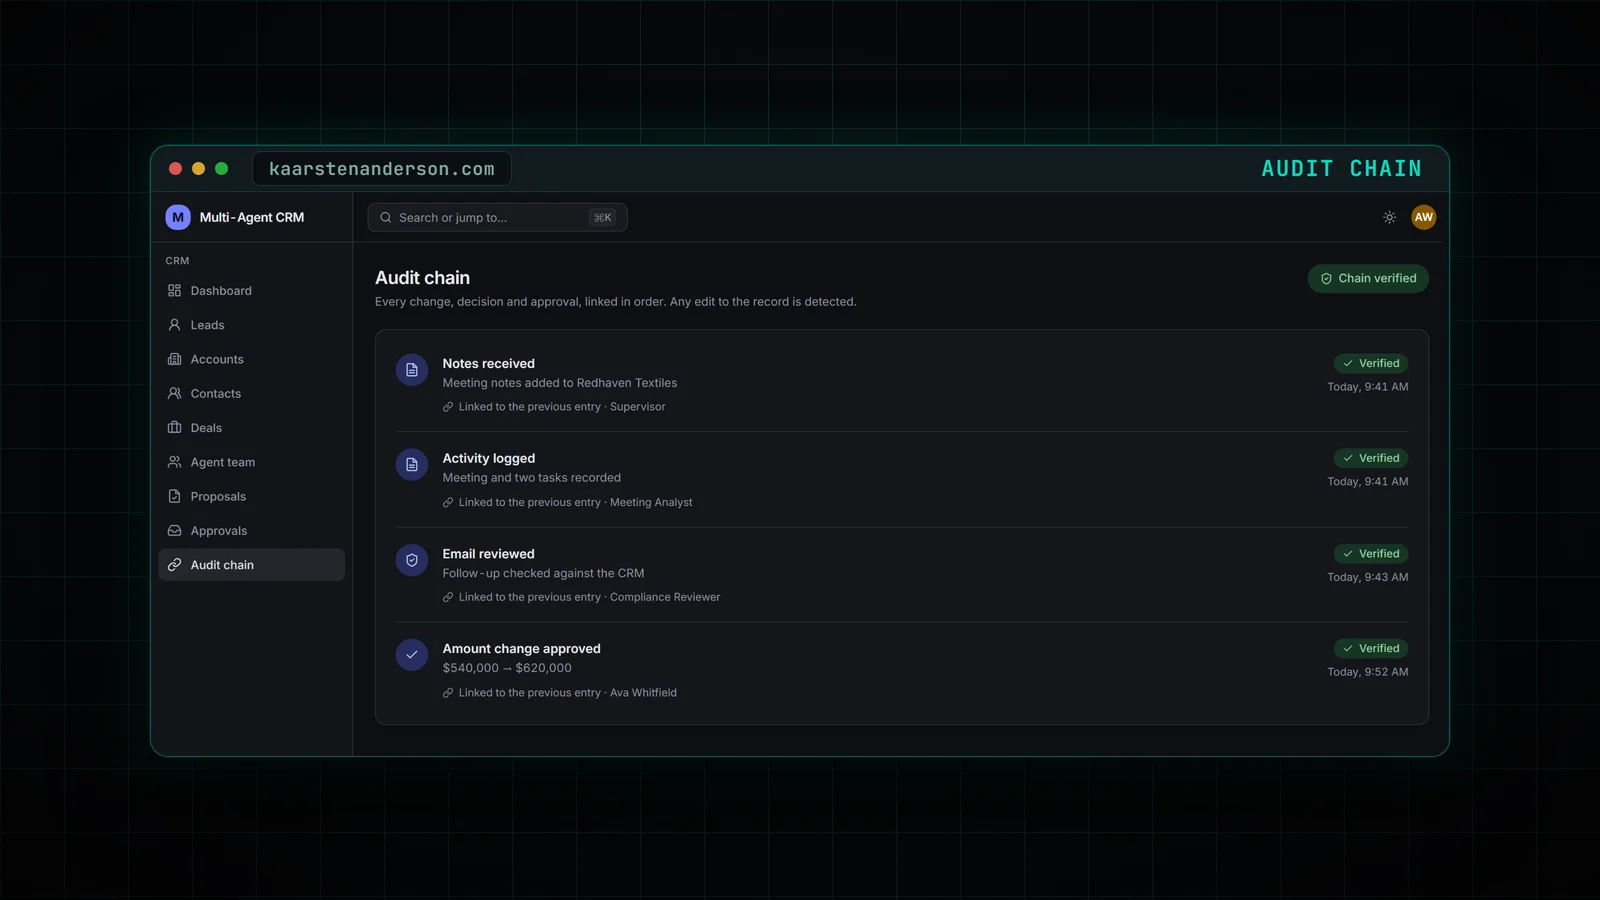 kaarstenanderson.com
AUDIT CHAIN
M Multi-Agent CRM
Search or jump to... ⌘K
AW
CRM
Dashboard
Leads
Accounts
Contacts
Deals
Agent team
Proposals
Approvals
Audit chain
Audit chain
Chain verified
Every change, decision and approval, linked in order. Any edit to the record is detected.
Notes received
Verified
Meeting notes added to Redhaven Textiles
Today, 9:41 AM
Linked to the previous entry · Supervisor
Activity logged
Verified
Meeting and two tasks recorded
Today, 9:41 AM
Linked to the previous entry · Meeting Analyst
Email reviewed
Verified
Follow-up checked against the CRM
Today, 9:43 AM
Linked to the previous entry · Compliance Reviewer
Amount change approved
Verified
$540,000 → $620,000
Today, 9:52 AM
Linked to the previous entry · Ava Whitfield